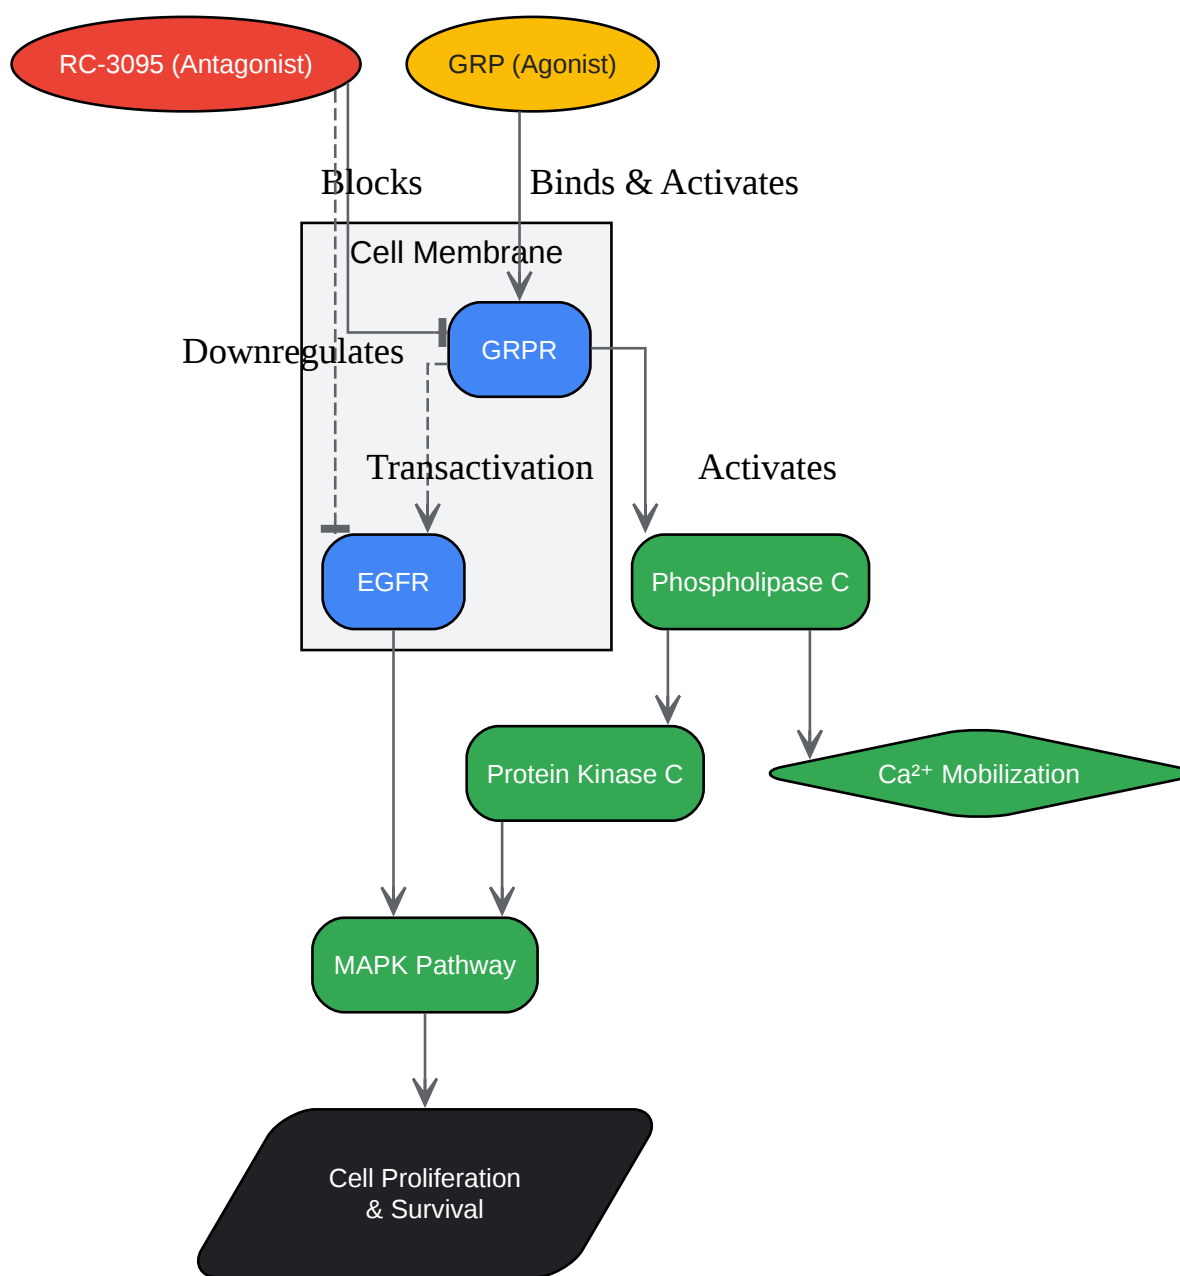 RC-3095 (Antagonist)
GRP (Agonist)
Blocks
Binds & Activates
Cell Membrane
GRPR
Downregulates
Transactivation
Activates
EGFR
Phospholipase C
Protein Kinase C
Ca²⁺ Mobilization
MAPK Pathway
Cell Proliferation
& Survival